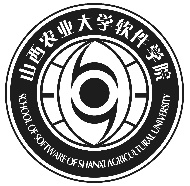 山西农业大学软件学院
SCHOOL OF SOFTWARE OF SHANXI AGRICULTURAL UNIVERSITY